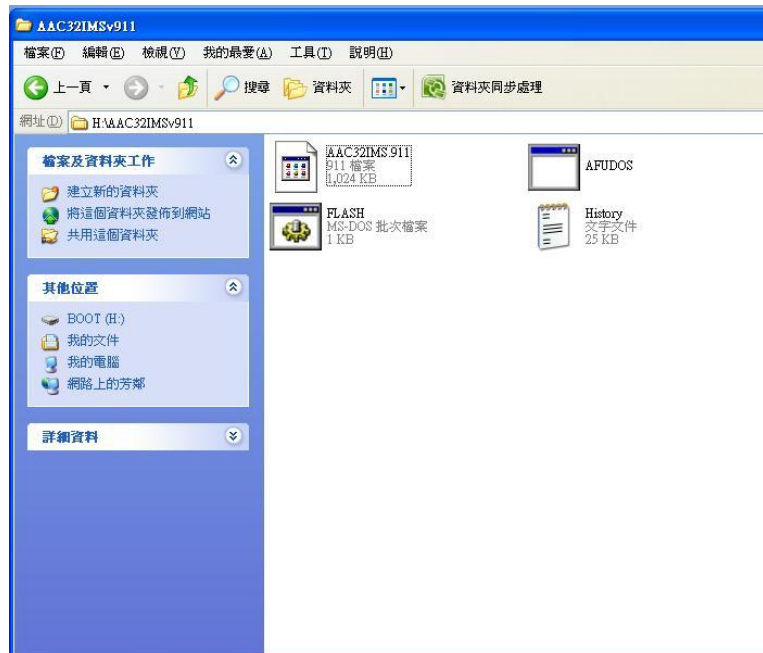 AAC32IMSv911
檔案(F) 編輯(E) 檢視(V) 我的最愛(A) 工具(T) 說明(H)
上一頁 搜尋 資料夾 資料夾同步處理
網址(D) H:\AAC32IMSv911
檔案及資料夾工作
建立新的資料夾
將這個資料夾發佈到網站
共用這個資料夾
其他位置
BOOT (H:)
我的文件
我的電腦
網路上的芳鄰
詳細資料
AAC32IMS.911
911 檔案
1,024 KB
AFUDOS
FLASH
MS-DOS 批次檔案
1 KB
History
文字文件
25 KB